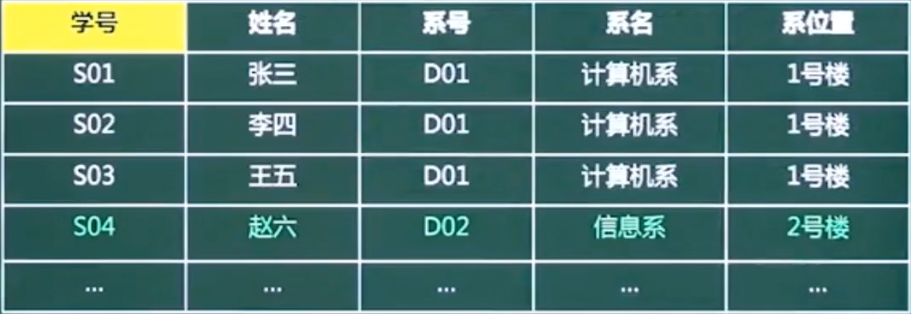 学号 姓名 系号 系名 系位置
S01 张三 D01 计算机系 1号楼
S02 李四 D01 计算机系 1号楼
S03 王五 D01 计算机系 1号楼
S04 赵六 D02 信息系 2号楼
... ... ... ... ...